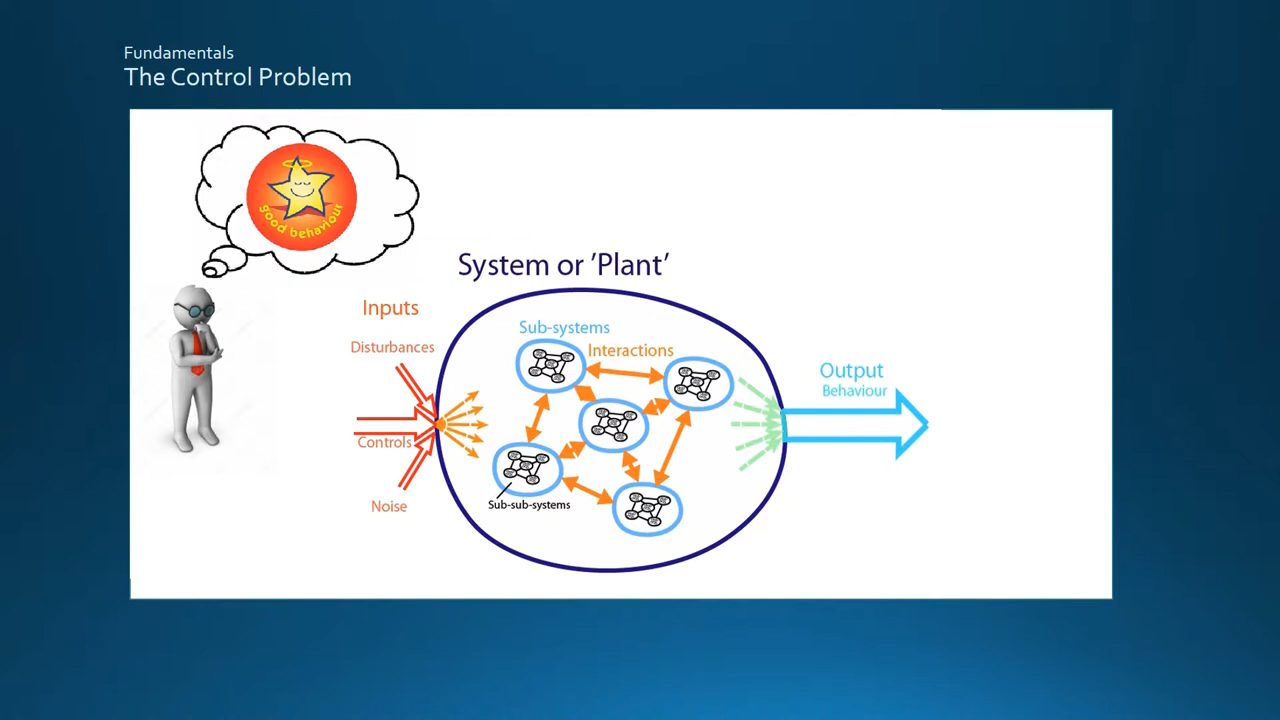 Fundamentals
The Control Problem
good behaviour
System or 'Plant'
Inputs
Disturbances
Controls
Noise
Sub-systems
Interactions
Sub-sub-systems
Output
Behaviour